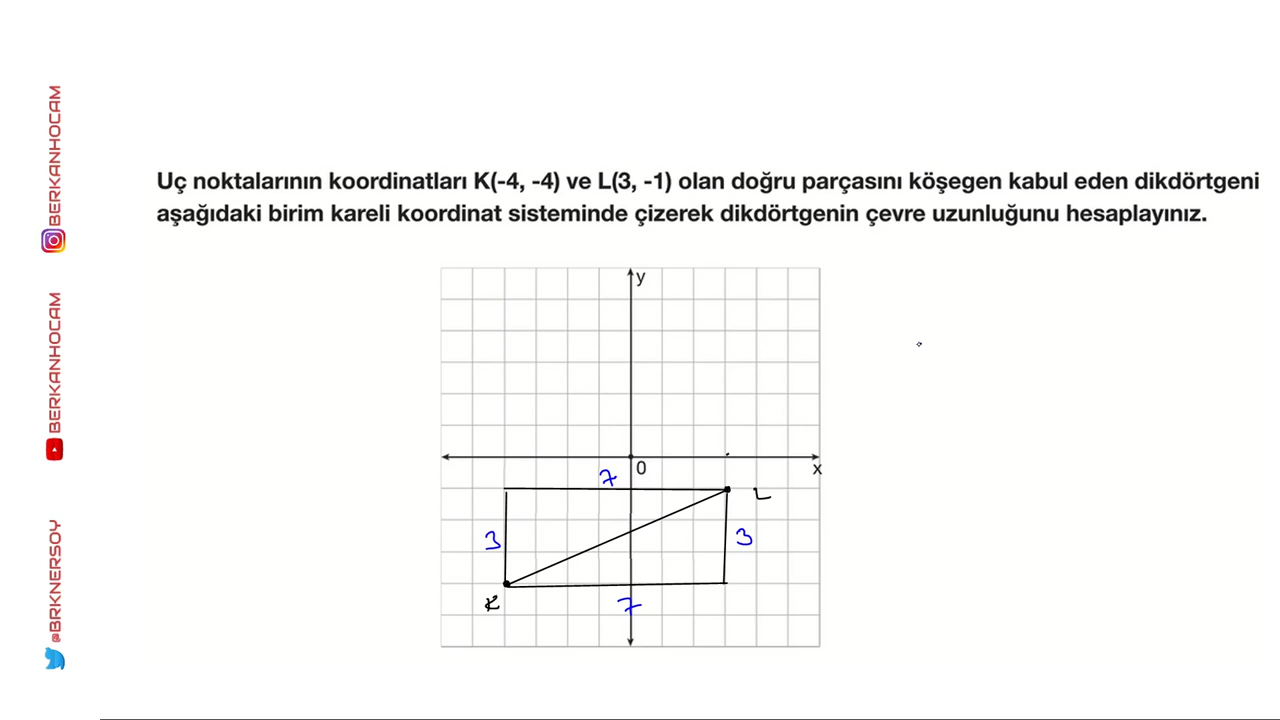 Uç noktalarının koordinatları K(-4, -4) ve L(3, -1) olan doğru parçasını köşegen kabul eden dikdörtgeni
aşağıdaki birim kareli koordinat sisteminde çizerek dikdörtgenin çevre uzunluğunu hesaplayınız.
y
0
x
7
L
3
3
K
7
BERKANHOCAM
BERKANHOCAM
@BRKNERSOY